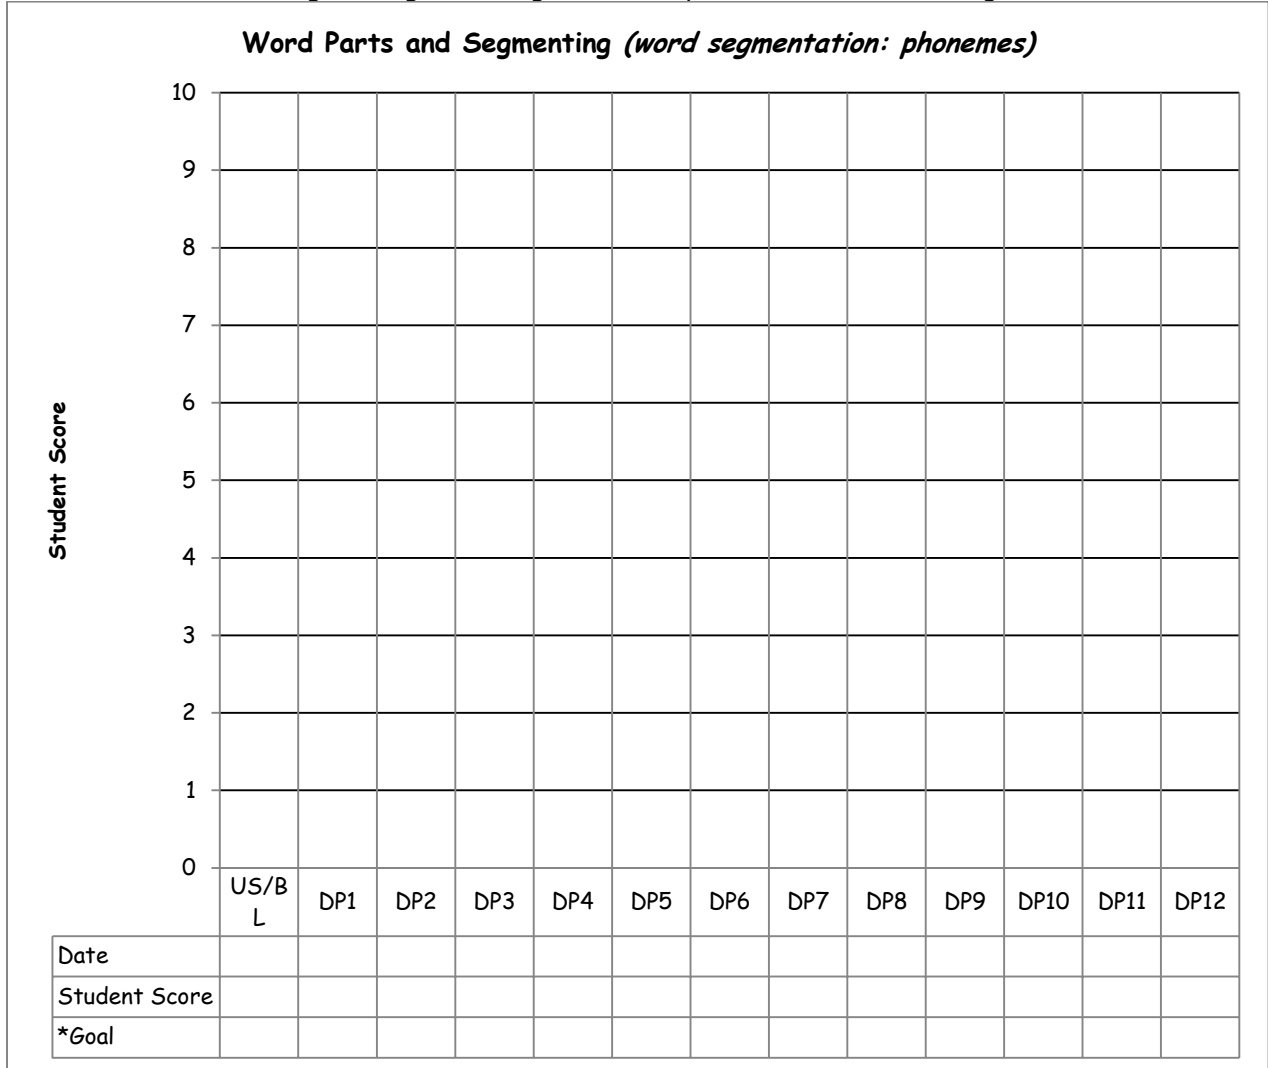 Word Parts and Segmenting (word segmentation: phonemes)
10
9
8
7
6
5
4
3
2
1
0
Student Score
US/B
L
DP1 DP2 DP3 DP4 DP5 DP6 DP7 DP8 DP9 DP10 DP11 DP12
Date
Student Score
*Goal